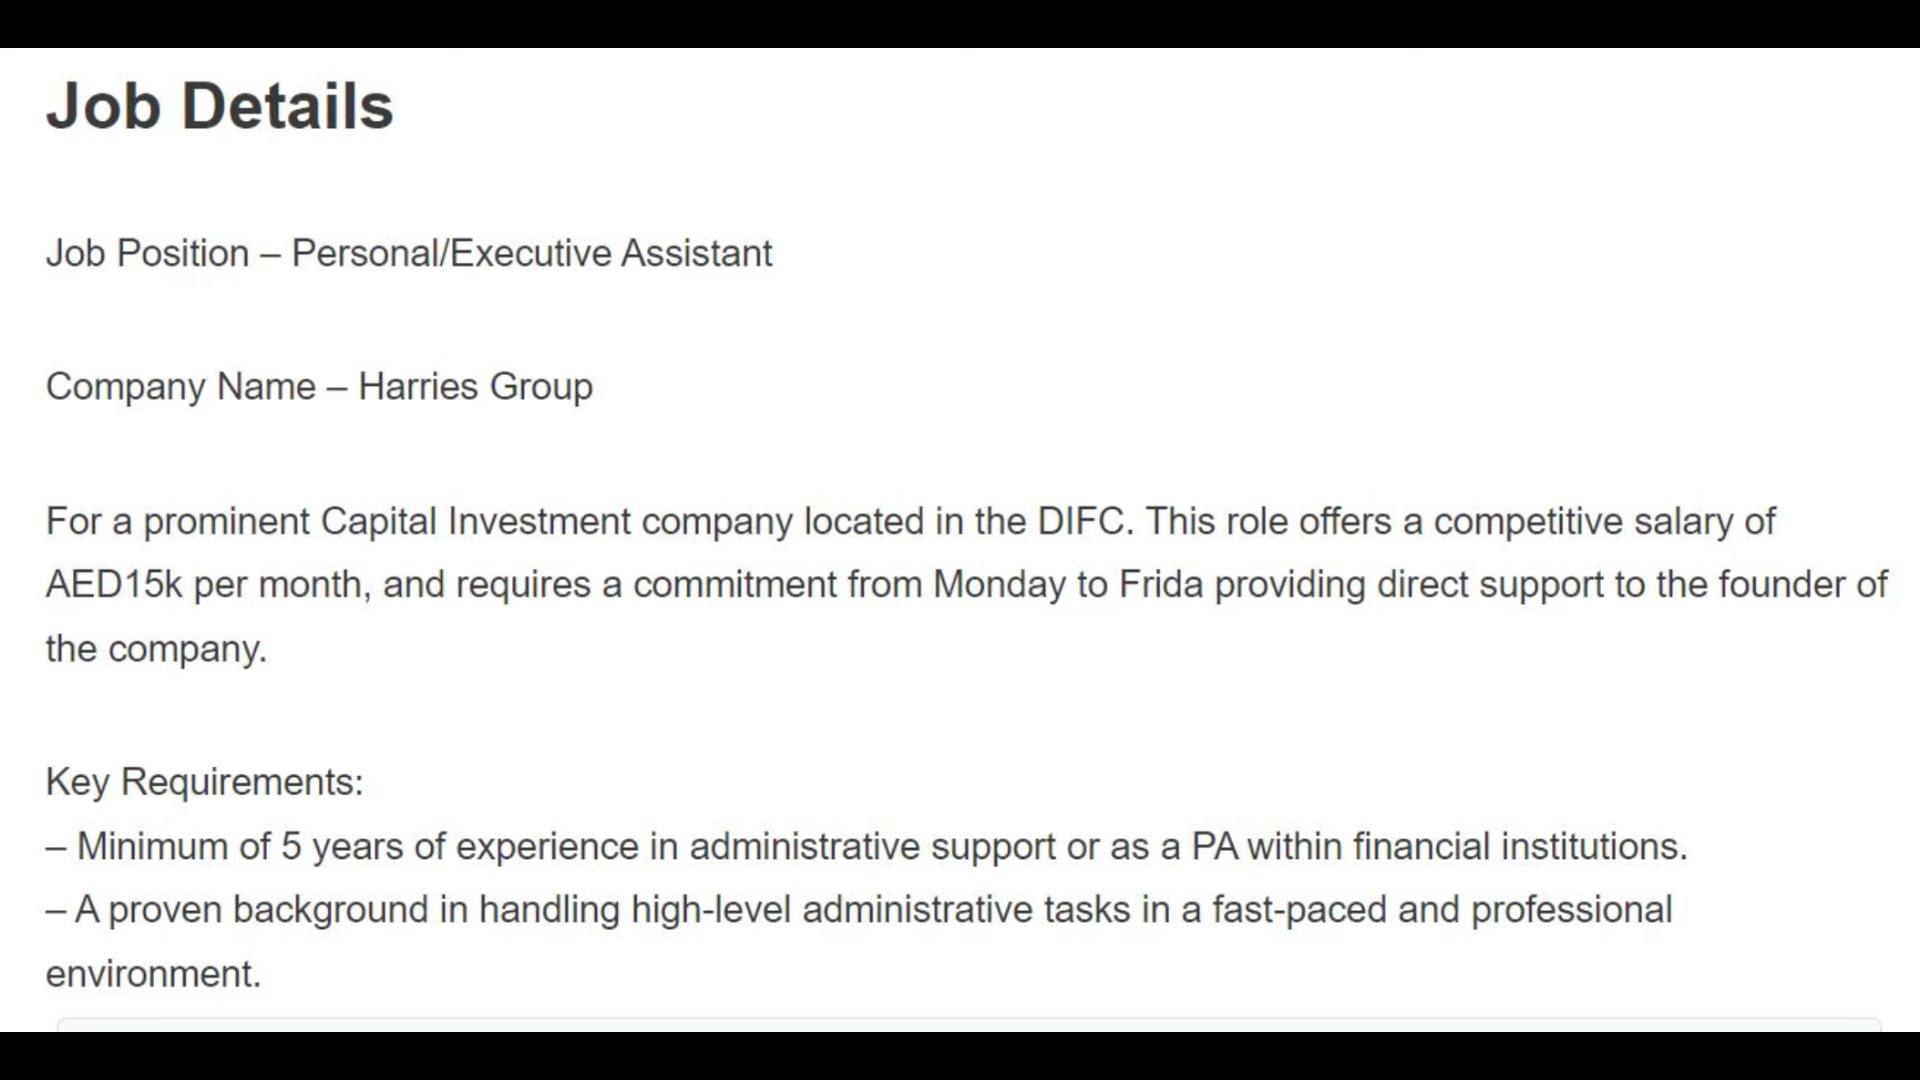 Job Details
Job Position – Personal/Executive Assistant
Company Name – Harries Group
For a prominent Capital Investment company located in the DIFC. This role offers a competitive salary of
AED15k per month, and requires a commitment from Monday to Frida providing direct support to the founder of
the company.
Key Requirements:
– Minimum of 5 years of experience in administrative support or as a PA within financial institutions.
– A proven background in handling high-level administrative tasks in a fast-paced and professional
environment.